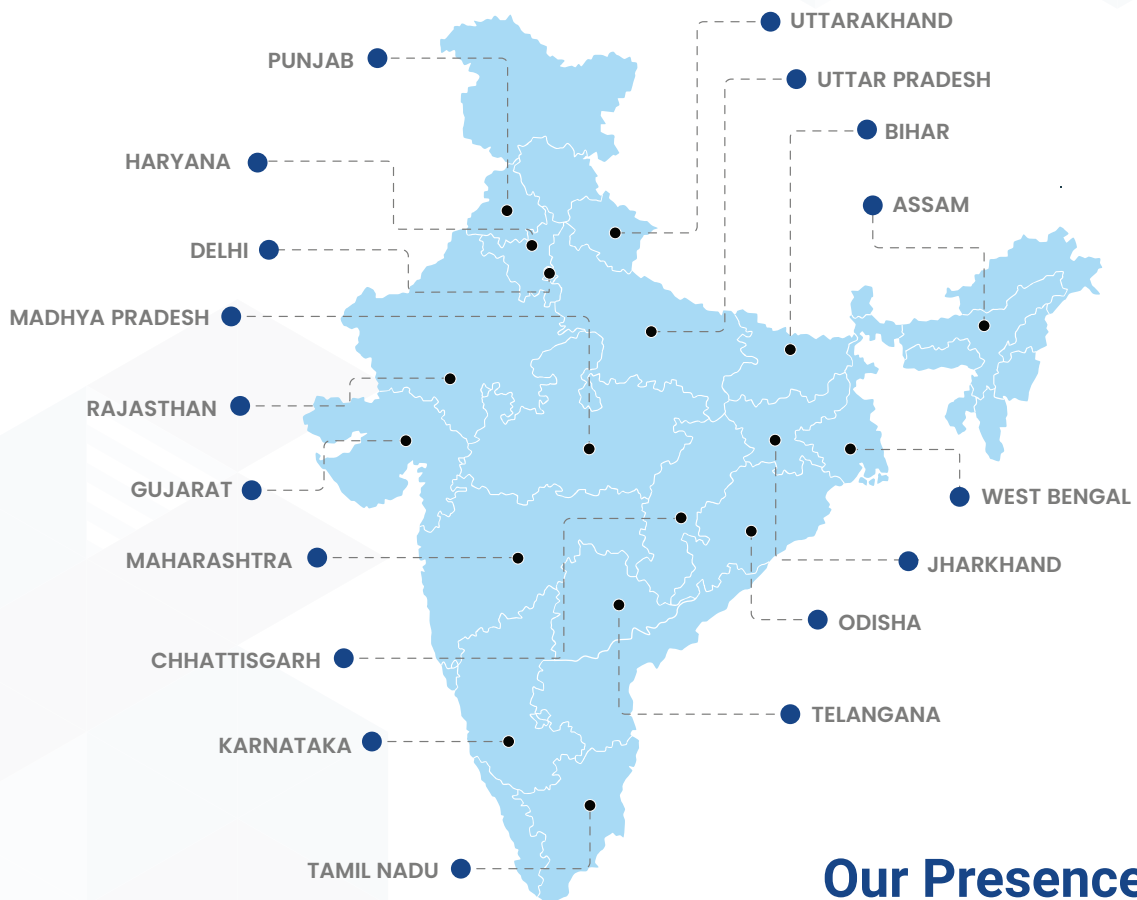 UTTARAKHAND
PUNJAB
UTTAR PRADESH
BIHAR
HARYANA
ASSAM
DELHI
MADHYA PRADESH
RAJASTHAN
GUJARAT
WEST BENGAL
MAHARASHTRA
JHARKHAND
ODISHA
CHHATTISGARH
TELANGANA
KARNATAKA
TAMIL NADU
Our Presence